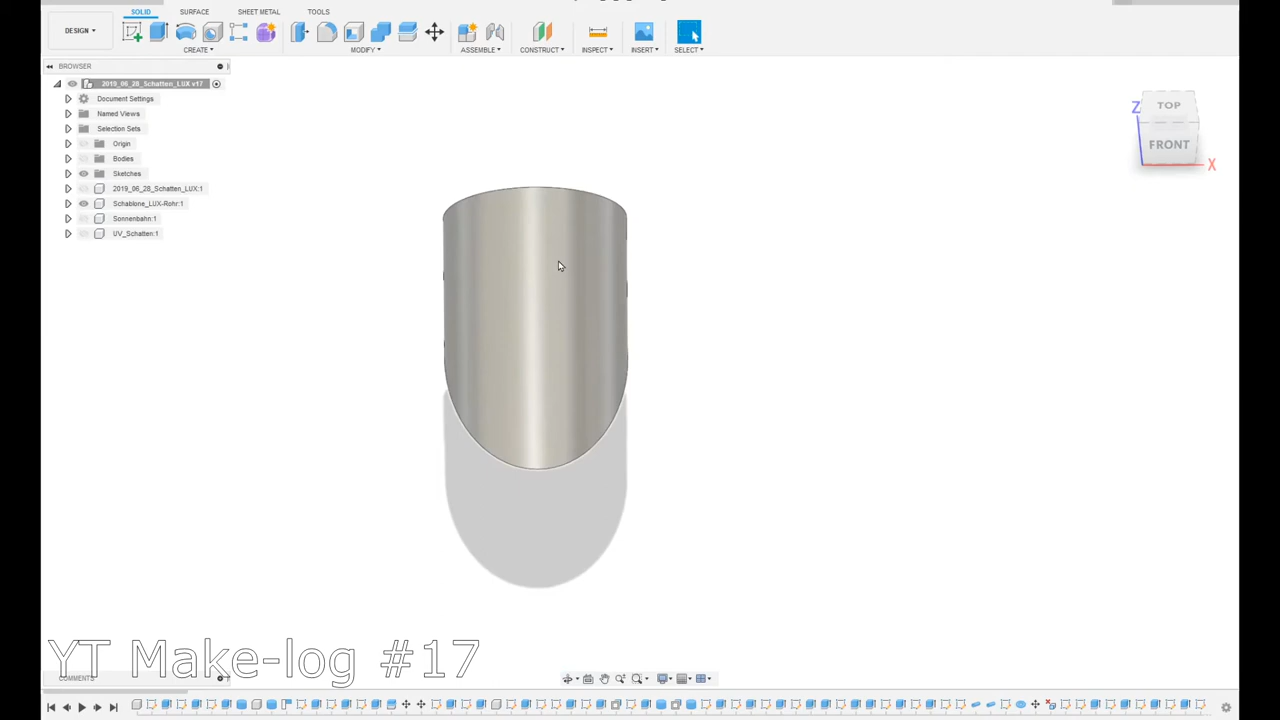 SOLID SURFACE SHEET METAL TOOLS
DESIGN
CREATE MODIFY ASSEMBLE CONSTRUCT INSPECT INSERT SELECT
BROWSER
2019_06_28_Schatten_LUX v17
Document Settings
Named Views
Selection Sets
Origin
Bodies
Sketches
2019_06_28_Schatten_LUX:1
Schablone_LUX-Rohr:1
Sonnenbahn:1
UV_Schatten:1
TOP
Z
FRONT
X
YT Make-log #17
COMMENTS